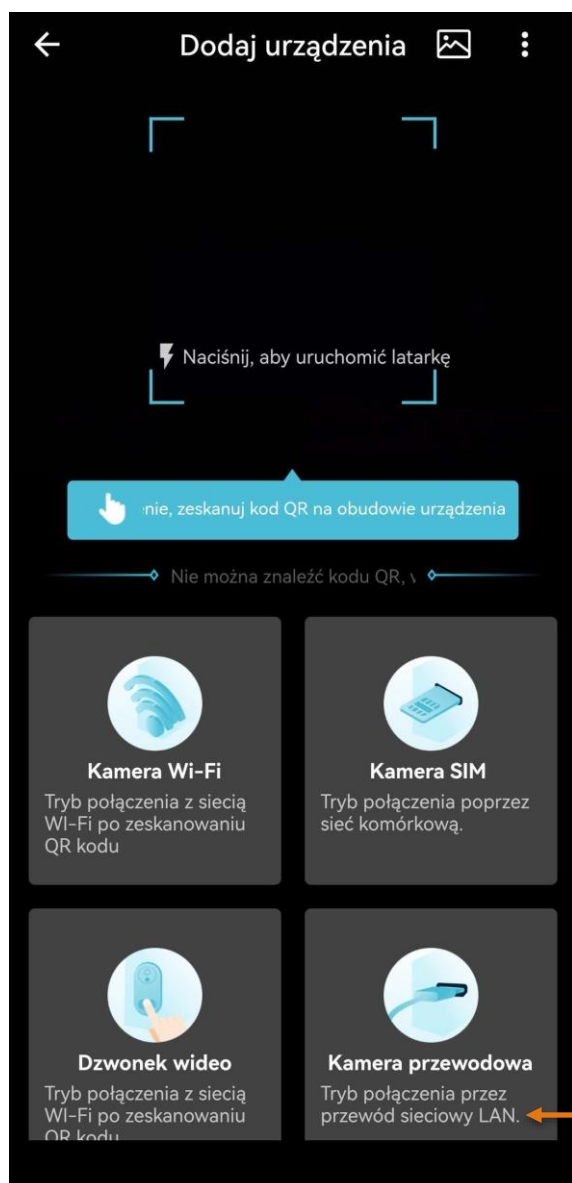 Dodaj urządzenia
Naciśnij, aby uruchomić latarkę
nie, zeskanuj kod QR na obudowie urządzenia
Nie można znaleźć kodu QR,
Kamera Wi-Fi
Tryb połączenia z siecią
WI-Fi po zeskanowaniu
QR kodu
Kamera SIM
Tryb połączenia poprzez
sieć komórkową.
Dzwonek wideo
Tryb połączenia z siecią
WI-Fi po zeskanowaniu
QR kodu
Kamera przewodowa
Tryb połączenia przez
przewód sieciowy LAN.